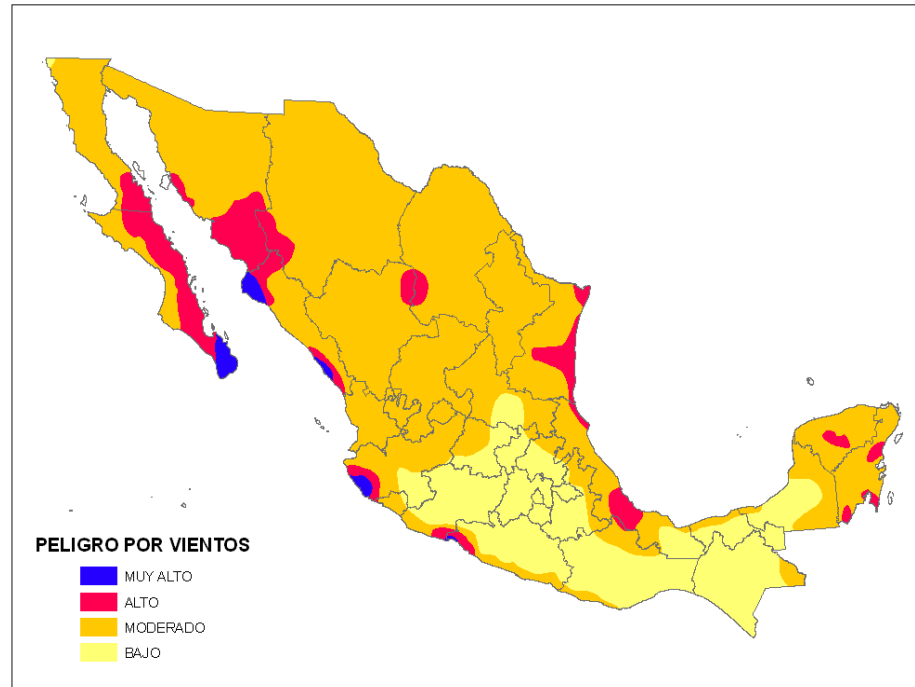 PELIGRO POR VIENTOS
MUY ALTO
ALTO
MODERADO
BAJO